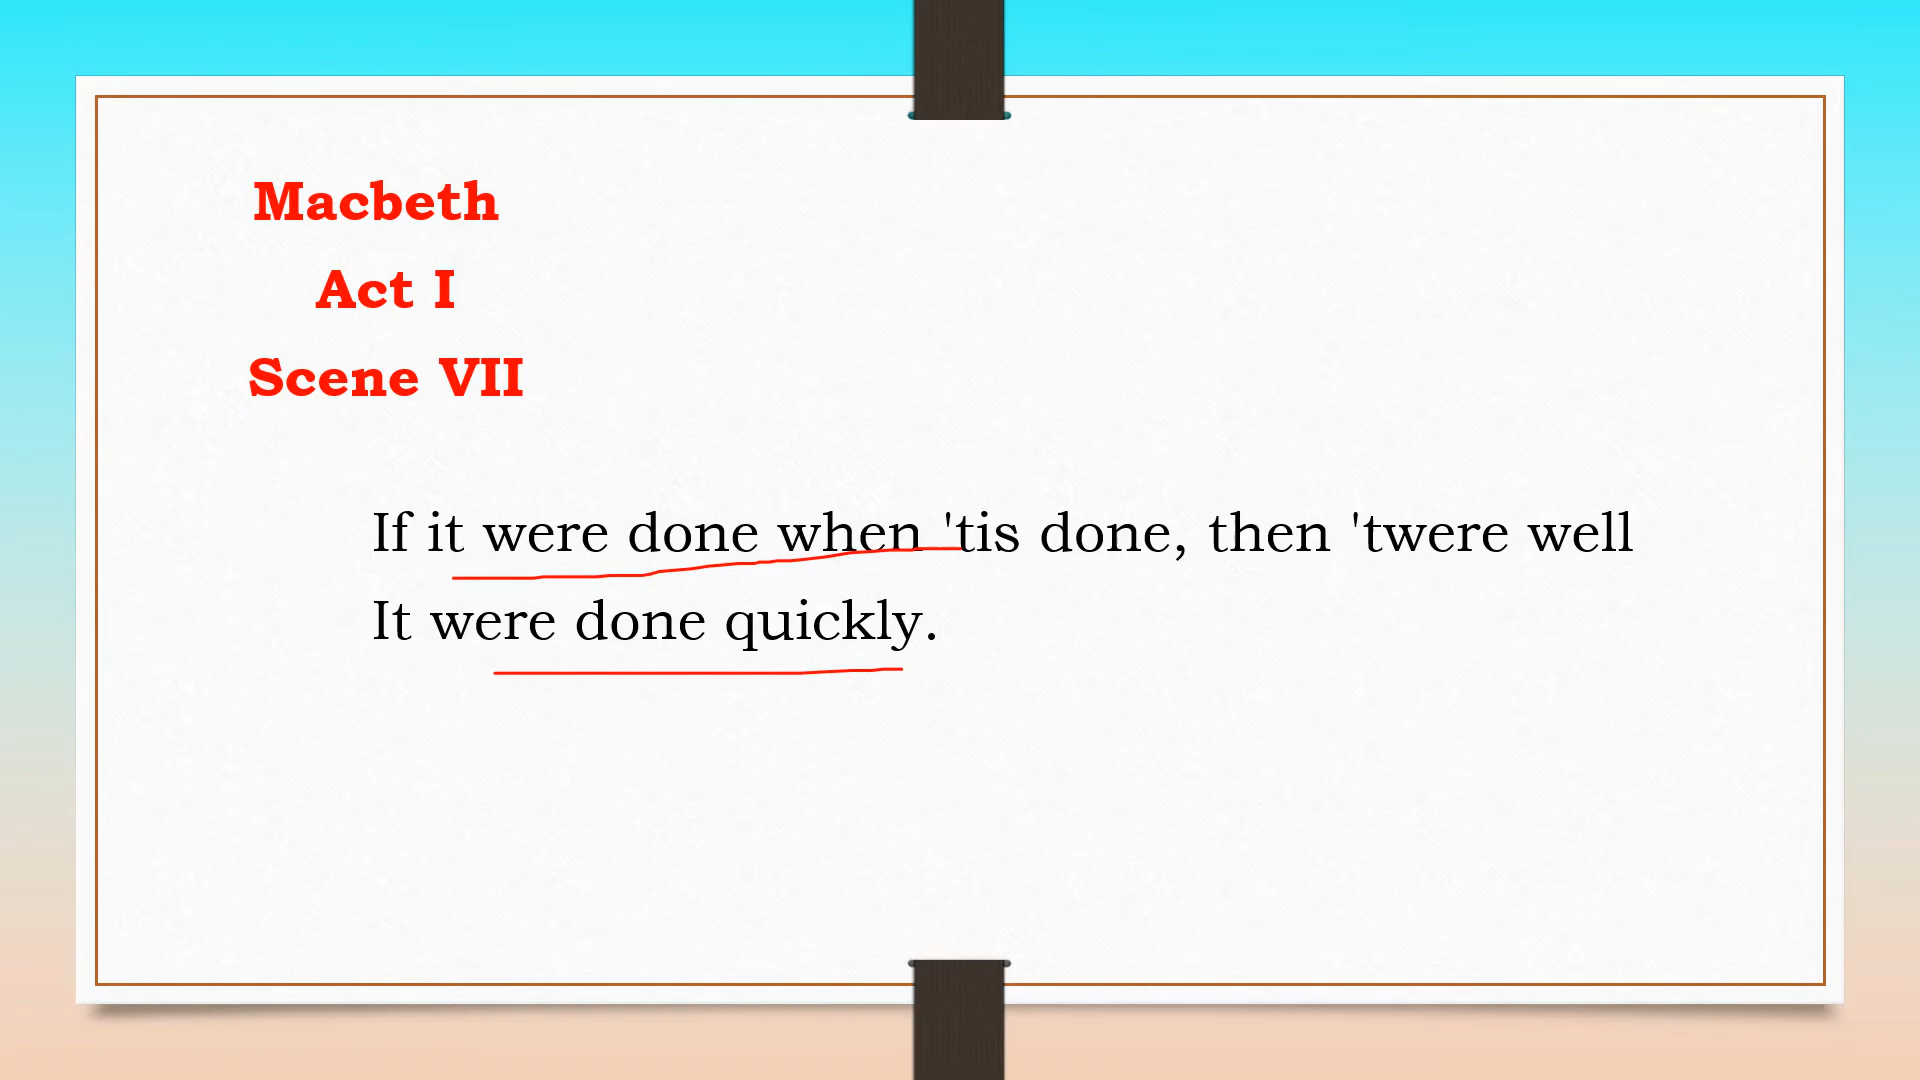 Macbeth
Act I
Scene VII
If it were done when 'tis done, then 'twere well
It were done quickly.